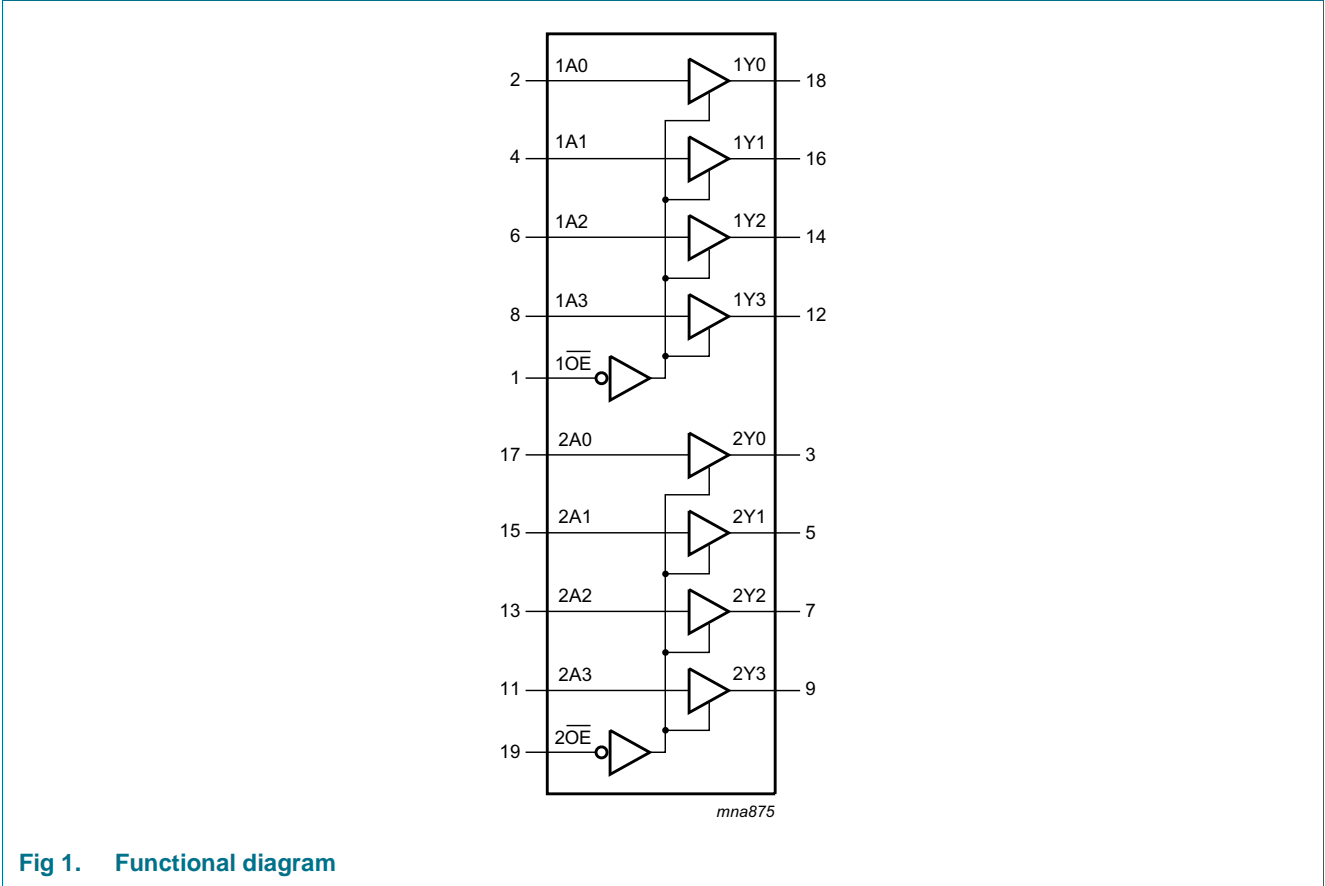 1A0 1Y0
2 18
1A1 1Y1
4 16
1A2 1Y2
6 14
1A3 1Y3
8 12
1O̅E̅
1
2A0 2Y0
17 3
2A1 2Y1
15 5
2A2 2Y2
13 7
2A3 2Y3
11 9
2O̅E̅
19
mna875
Fig 1. Functional diagram